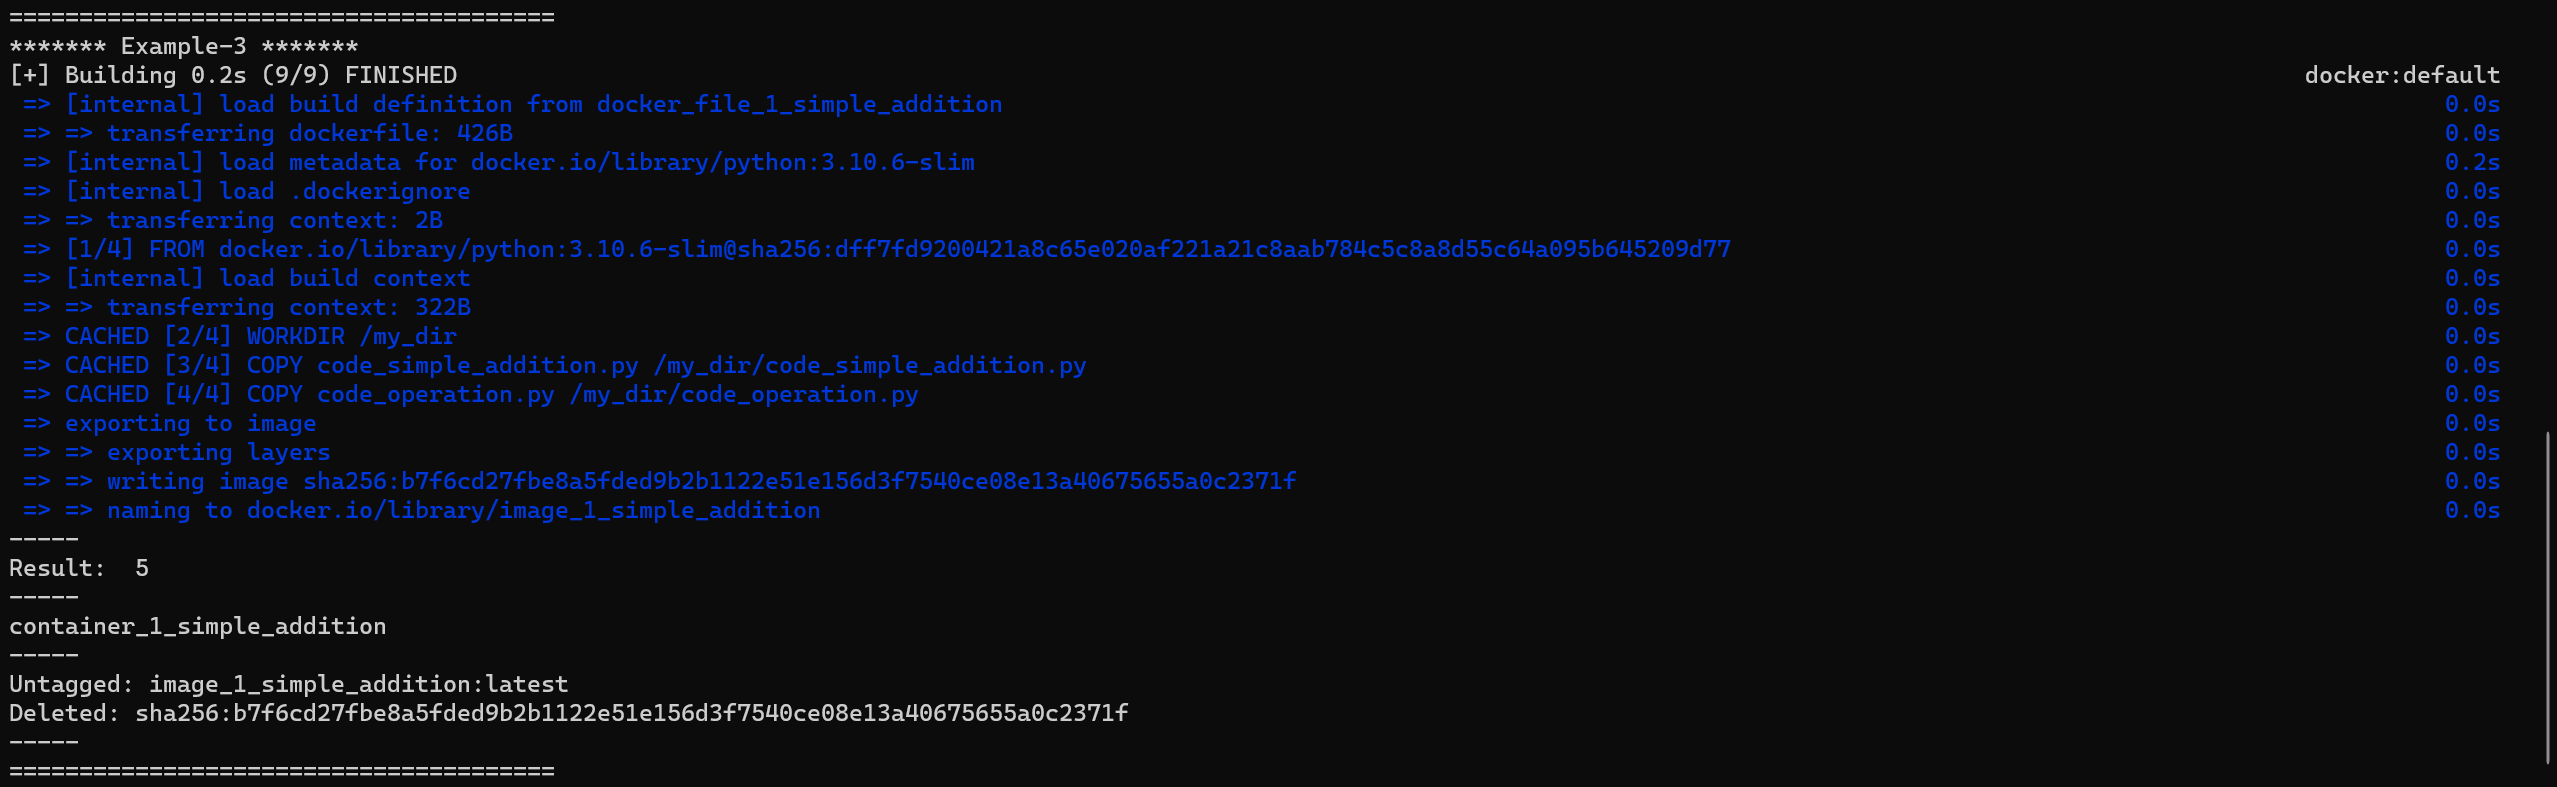 =======================================
******* Example-3 *******
[+] Building 0.2s (9/9) FINISHED docker:default
=> [internal] load build definition from docker_file_1_simple_addition 0.0s
=> => transferring dockerfile: 426B 0.0s
=> [internal] load metadata for docker.io/library/python:3.10.6-slim 0.2s
=> [internal] load .dockerignore 0.0s
=> => transferring context: 2B 0.0s
=> [1/4] FROM docker.io/library/python:3.10.6-slim@sha256:dff7fd9200421a8c65e020af221a21c8aab784c5c8a8d55c64a095b645209d77 0.0s
=> [internal] load build context 0.0s
=> => transferring context: 322B 0.0s
=> CACHED [2/4] WORKDIR /my_dir 0.0s
=> CACHED [3/4] COPY code_simple_addition.py /my_dir/code_simple_addition.py 0.0s
=> CACHED [4/4] COPY code_operation.py /my_dir/code_operation.py 0.0s
=> exporting to image 0.0s
=> => exporting layers 0.0s
=> => writing image sha256:b7f6cd27fbe8a5fded9b2b1122e51e156d3f7540ce08e13a40675655a0c2371f 0.0s
=> => naming to docker.io/library/image_1_simple_addition 0.0s
-----
Result:  5
-----
container_1_simple_addition
-----
Untagged: image_1_simple_addition:latest
Deleted: sha256:b7f6cd27fbe8a5fded9b2b1122e51e156d3f7540ce08e13a40675655a0c2371f
-----
=======================================